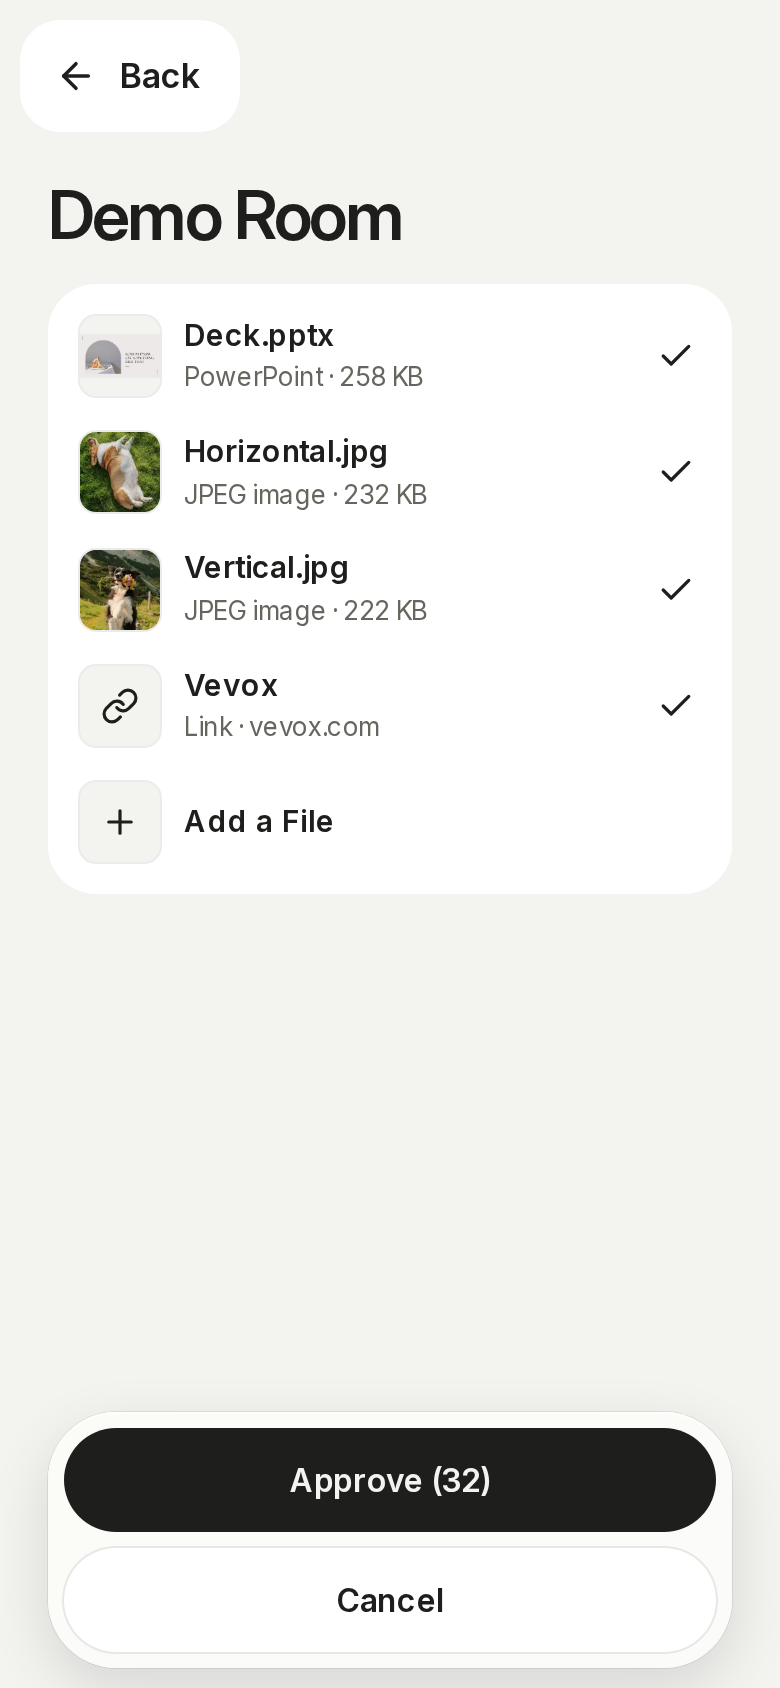 Back
Demo Room
Deck.pptx
PowerPoint · 258 KB
Horizontal.jpg
JPEG image · 232 KB
Vertical.jpg
JPEG image · 222 KB
Vevox
Link · vevox.com
Add a File
Approve (32)
Cancel